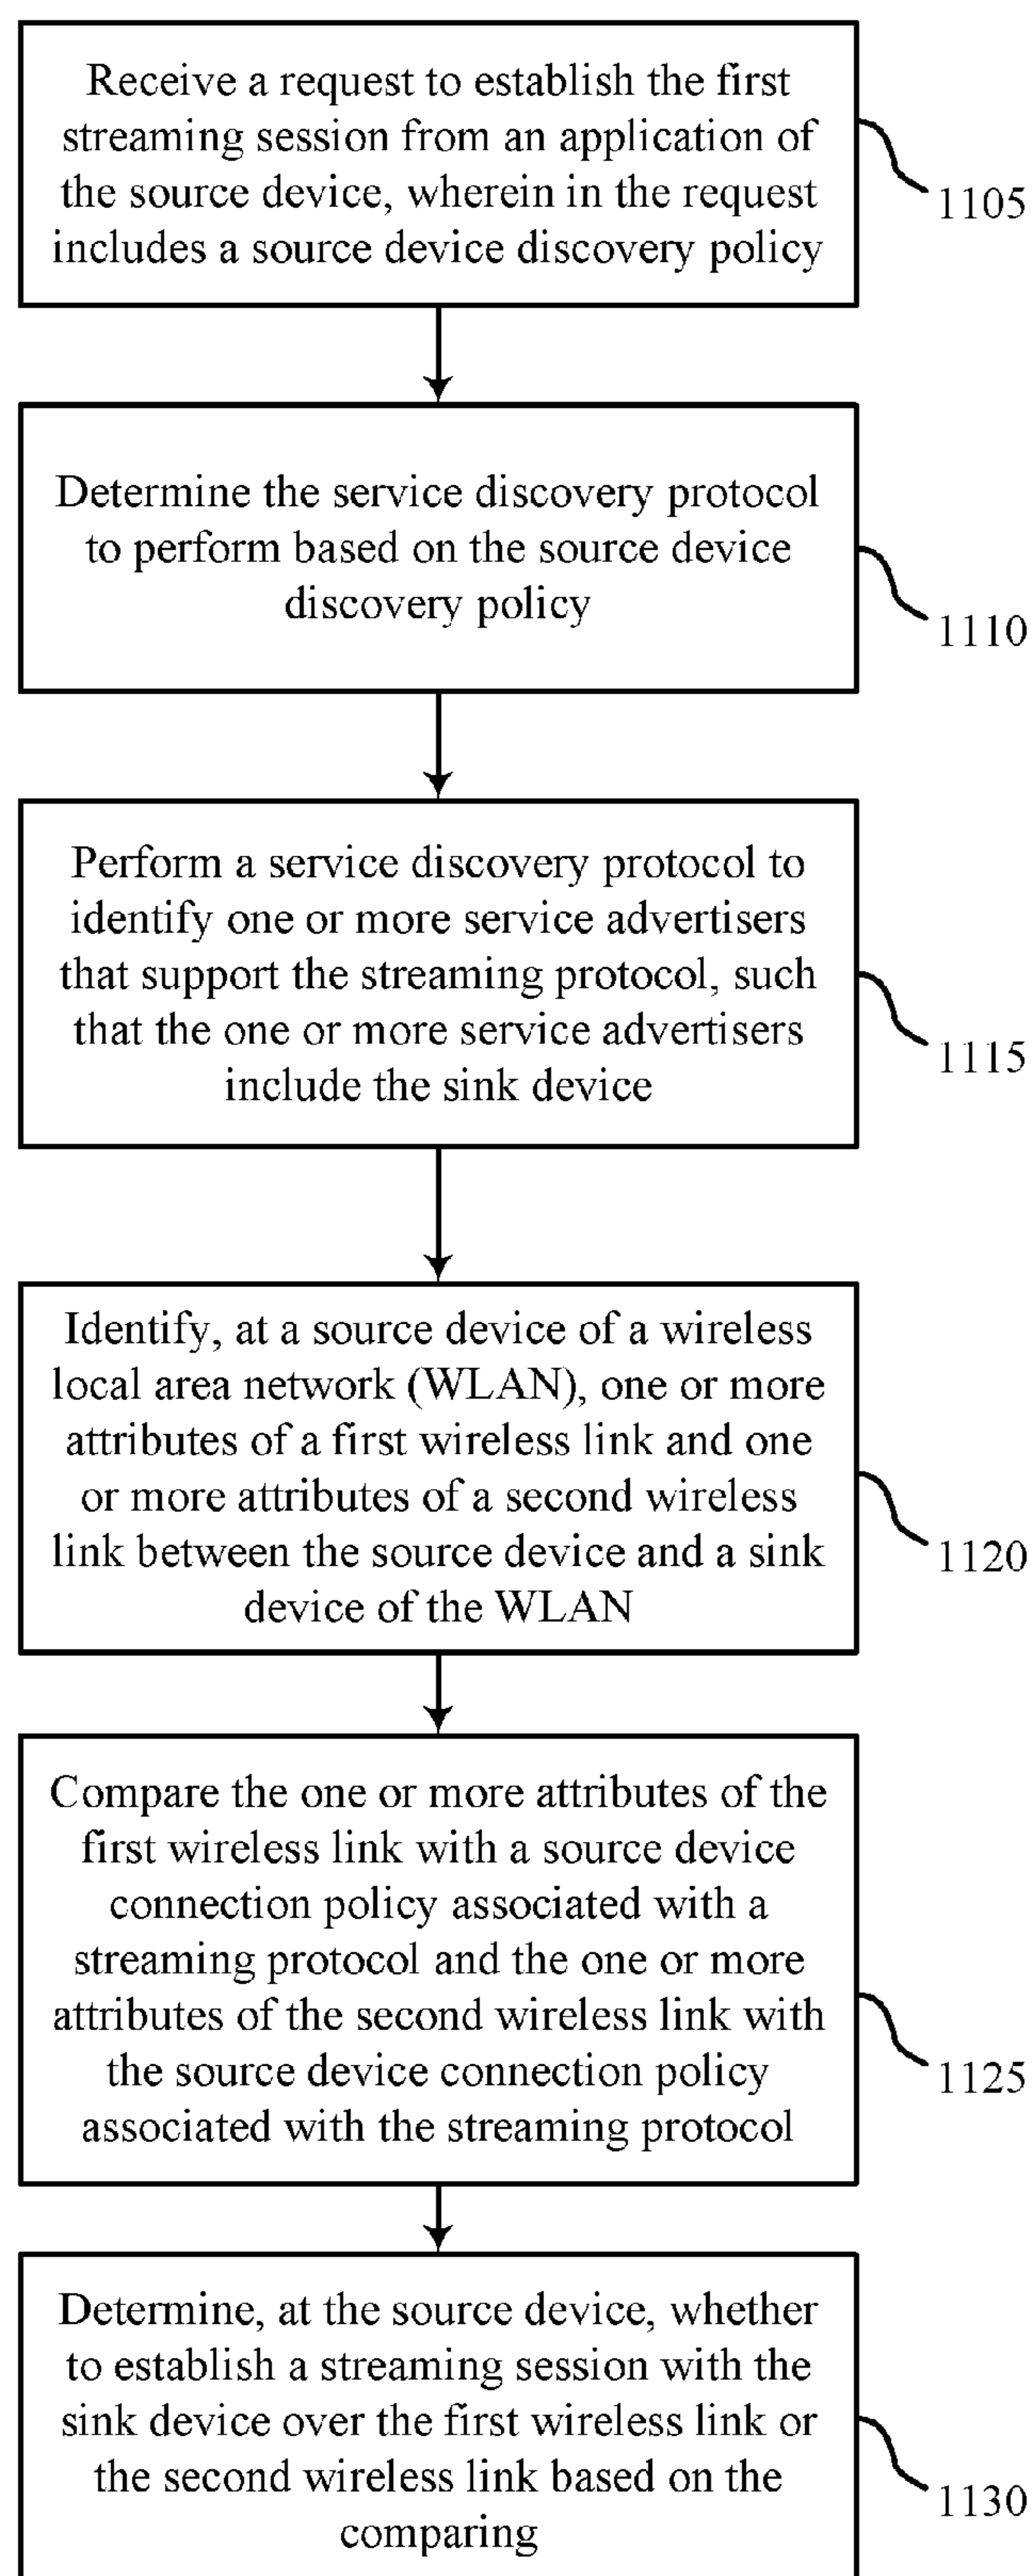 Receive a request to establish the first
streaming session from an application of
the source device, wherein in the request
includes a source device discovery policy
1105
Determine the service discovery protocol
to perform based on the source device
discovery policy
1110
Perform a service discovery protocol to
identify one or more service advertisers
that support the streaming protocol, such
that the one or more service advertisers
include the sink device
1115
Identify, at a source device of a wireless
local area network (WLAN), one or more
attributes of a first wireless link and one
or more attributes of a second wireless
link between the source device and a sink
device of the WLAN
1120
Compare the one or more attributes of the
first wireless link with a source device
connection policy associated with a
streaming protocol and the one or more
attributes of the second wireless link with
the source device connection policy
associated with the streaming protocol
1125
Determine, at the source device, whether
to establish a streaming session with the
sink device over the first wireless link or
the second wireless link based on the
comparing
1130